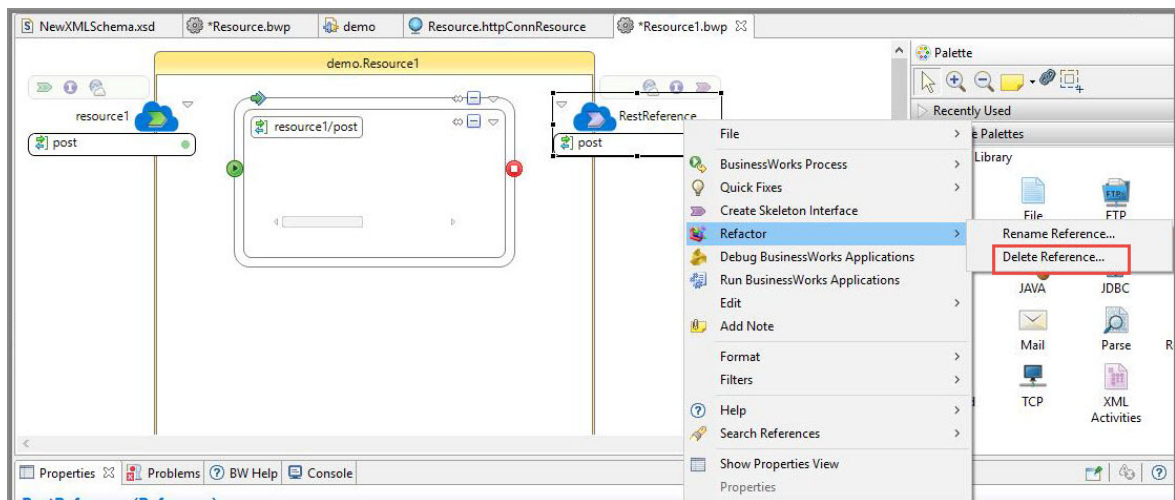 NewXMLSchema.xsd
*Resource.bwp
demo
Resource.httpConnResource
*Resource1.bwp
demo.Resource1
resource1
post
resource1/post
RestReference
post
Palette
Recently Used
Palettes
Library
File
FTP
JAVA
JDBC
Mail
Parse
R
TCP
XML
Activities
File
BusinessWorks Process
Quick Fixes
Create Skeleton Interface
Refactor
Debug BusinessWorks Applications
Run BusinessWorks Applications
Edit
Add Note
Format
Filters
Help
Search References
Show Properties View
Properties
Rename Reference...
Delete Reference...
Properties
Problems
BW Help
Console